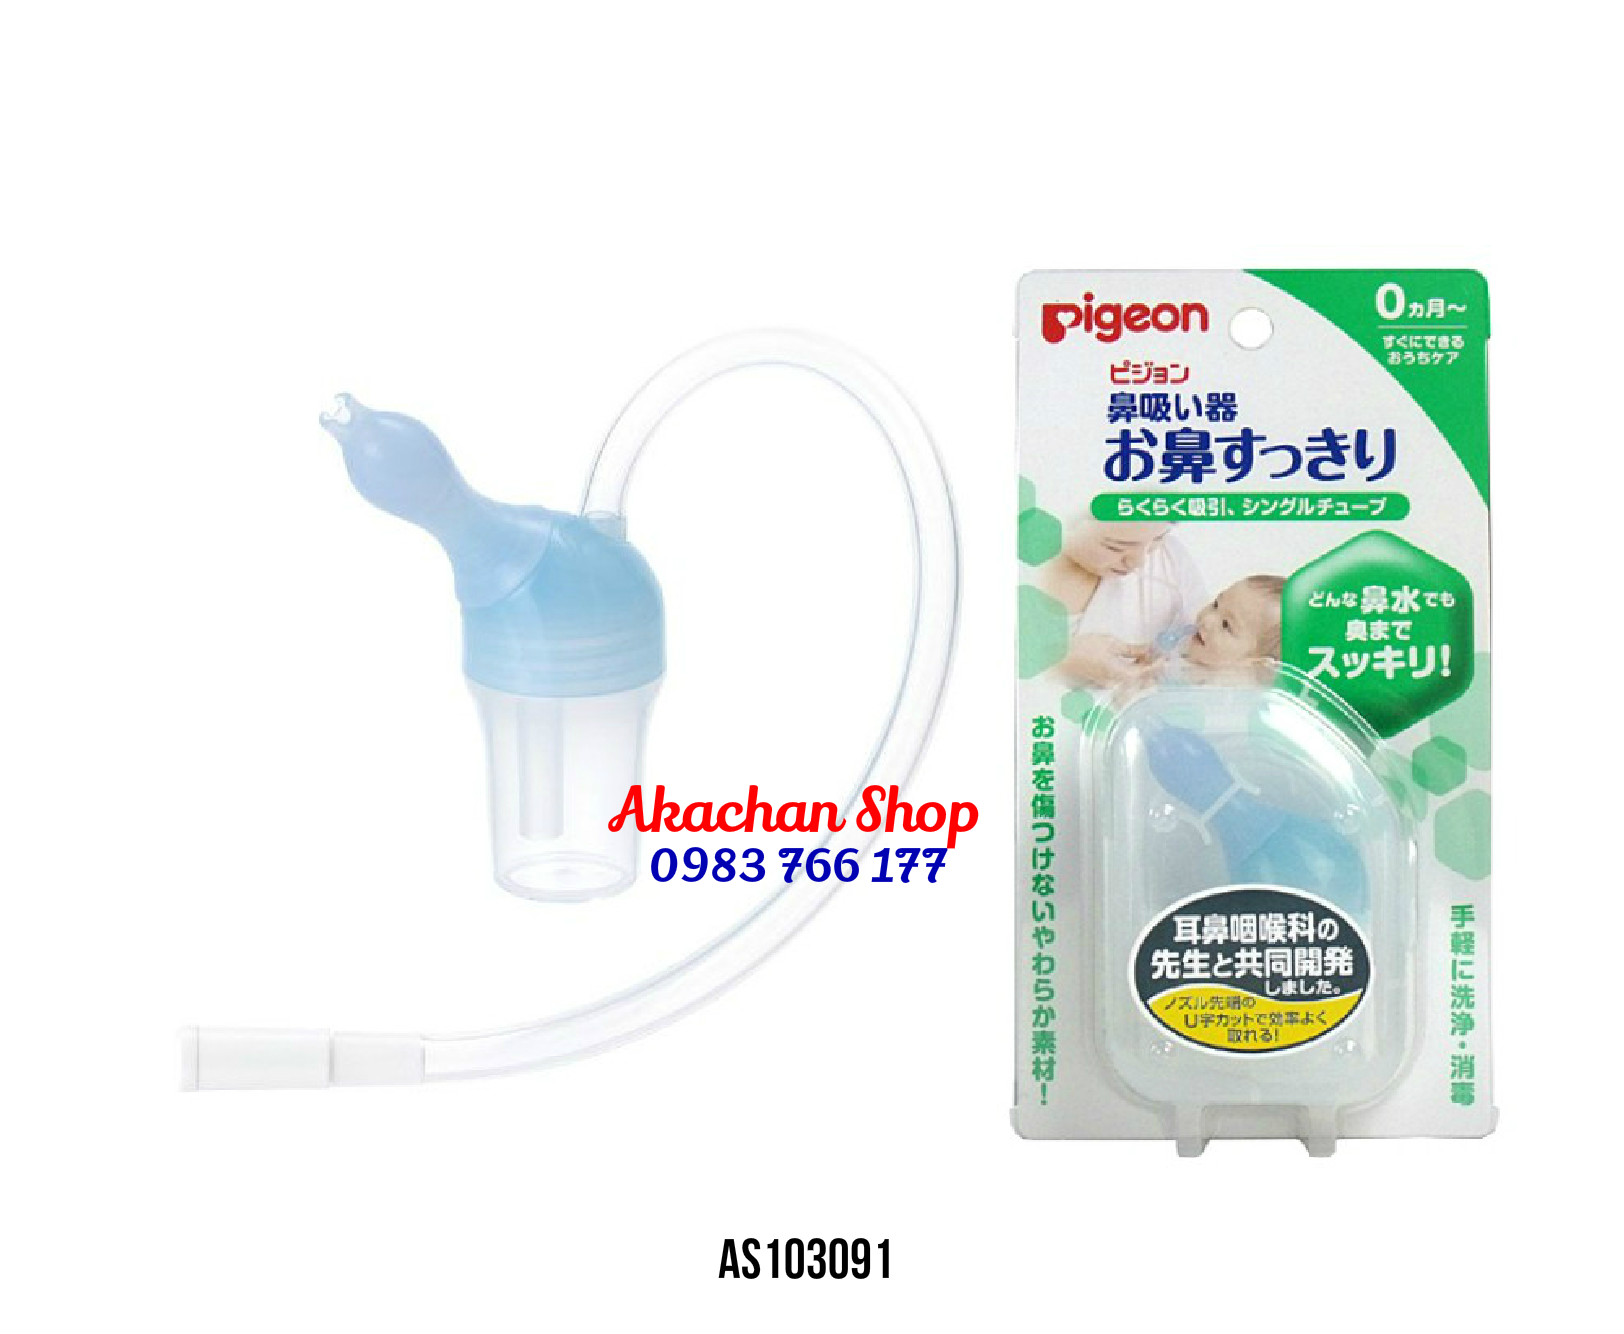 pigeon
0ヵ月～
すぐにできる
おうちケア
ピジョン
鼻吸い器
お鼻すっきり
らくらく吸引、シングルチューブ
どんな鼻水でも
奥まで
スッキリ!
お鼻を傷つけないやわらか素材!
手軽に洗浄・消毒
耳鼻咽喉科の
先生と共同開発
しました。
ノズル先端の
U字カットで効率よく
取れる!
Akachan Shop
0983 766 177
AS103091